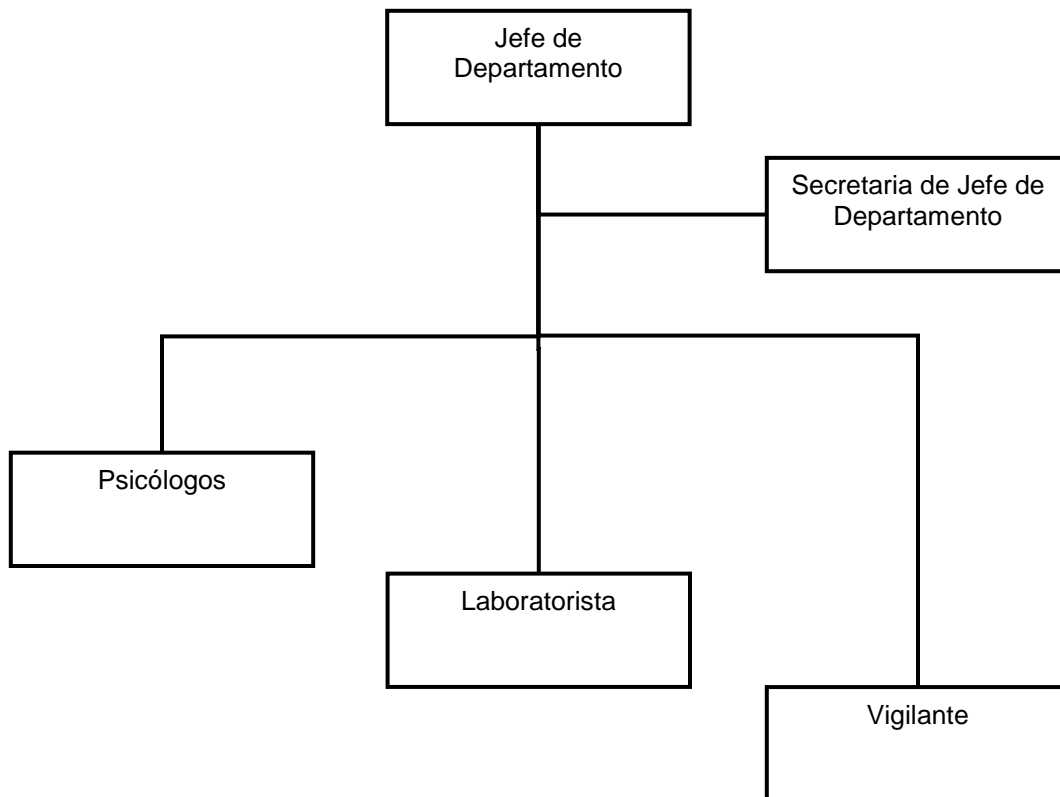 Jefe de
Departamento
Secretaria de Jefe de
Departamento
Psicólogos
Laboratorista
Vigilante